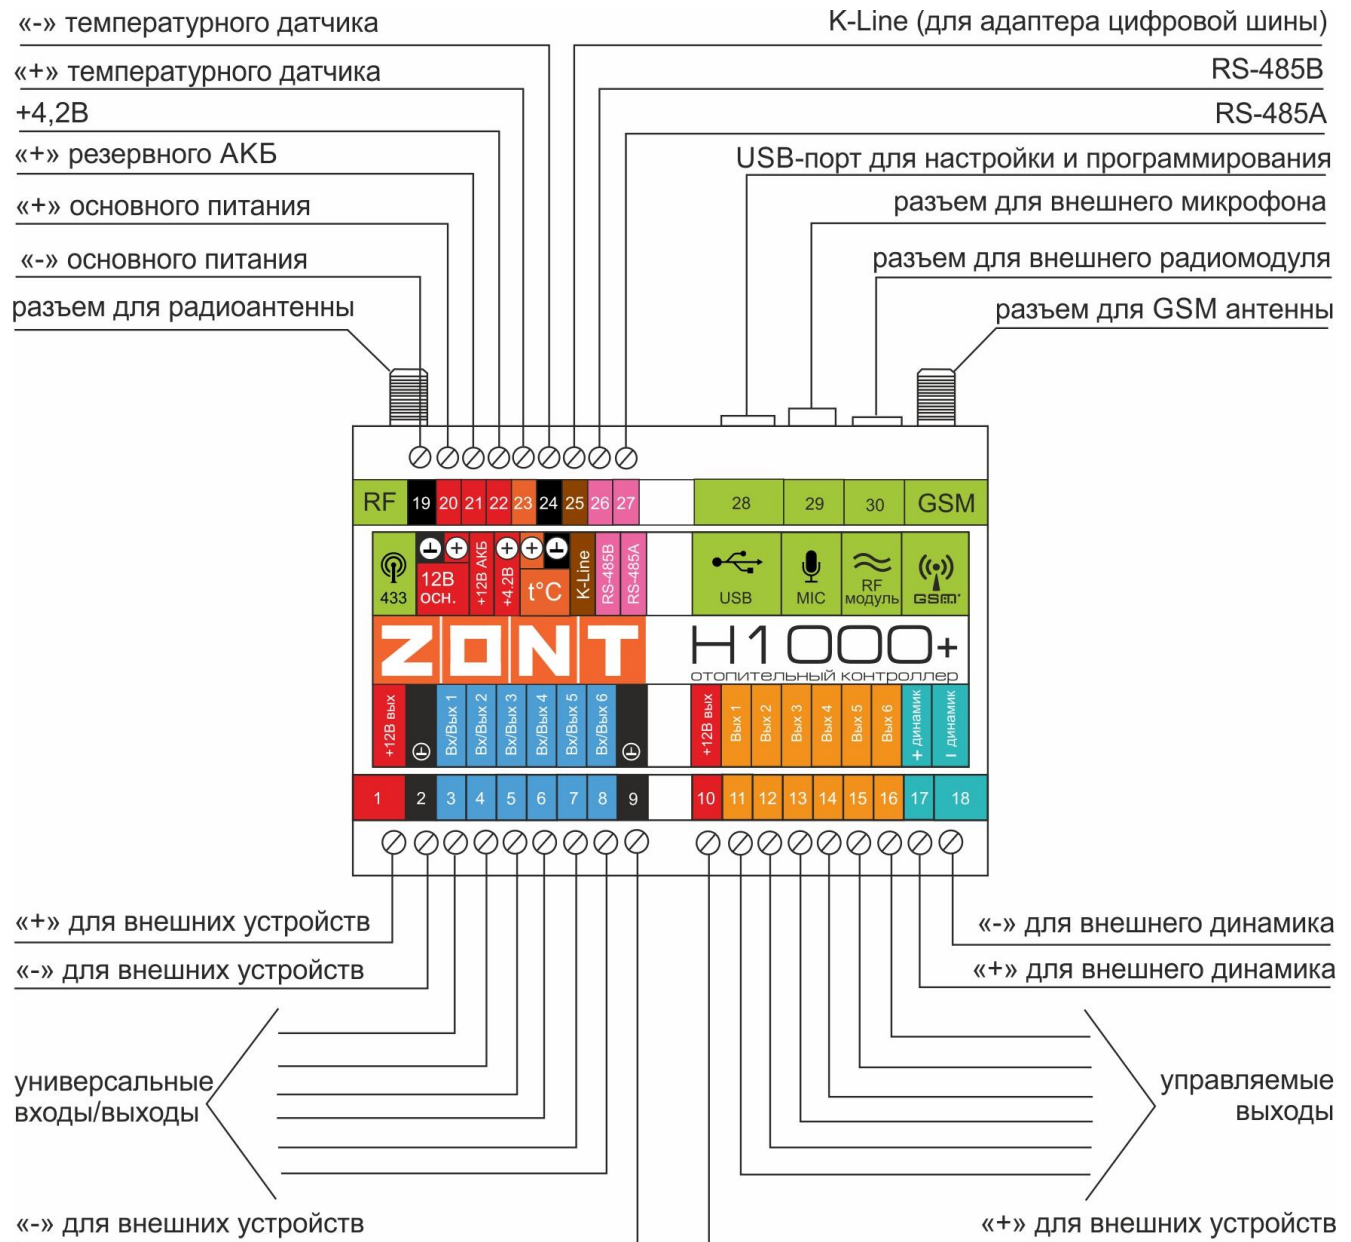 «-» температурного датчика
«+» температурного датчика
+4,2В
«+» резервного АКБ
«+» основного питания
«-» основного питания
разъем для радиоантенны
K-Line (для адаптера цифровой шины)
RS-485B
RS-485A
USB-порт для настройки и программирования
разъем для внешнего микрофона
разъем для внешнего радиомодуля
разъем для GSM антенны
RF 19 20 21 22 23 24 25 26 27 28 29 30 GSM
433
12В
осн.
+12В АКБ
+4.2В
t°C
K-Line
RS-485B
RS-485A
USB
MIC
RF
модуль
GSM
ZONT
H1000+
отопительный контроллер
+12В вых
Вх/Вых 1
Вх/Вых 2
Вх/Вых 3
Вх/Вых 4
Вх/Вых 5
Вх/Вых 6
+12В вых
Вых 1
Вых 2
Вых 3
Вых 4
Вых 5
Вых 6
+ динамик
– динамик
1 2 3 4 5 6 7 8 9 10 11 12 13 14 15 16 17 18
«+» для внешних устройств
«-» для внешних устройств
универсальные
входы/выходы
«-» для внешних устройств
«-» для внешнего динамика
«+» для внешнего динамика
управляемые
выходы
«+» для внешних устройств